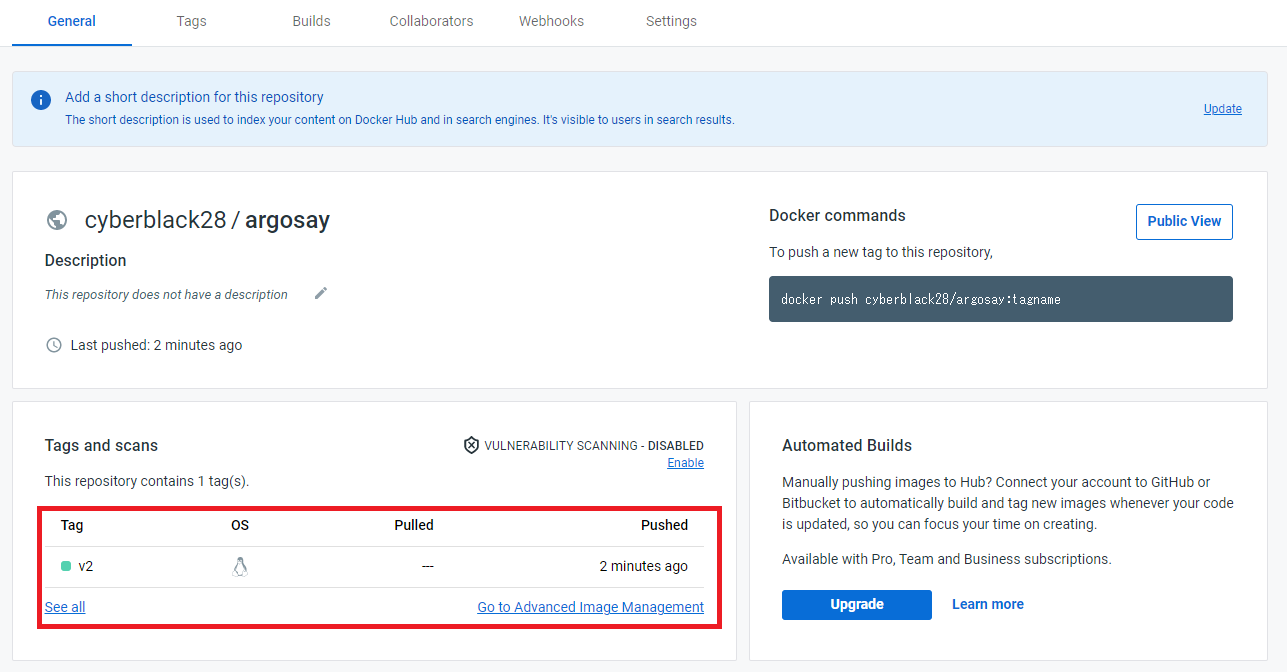 General Tags Builds Collaborators Webhooks Settings
Add a short description for this repository
The short description is used to index your content on Docker Hub and in search engines. It's visible to users in search results.
Update
cyberblack28 / argosay
Description
This repository does not have a description
Last pushed: 2 minutes ago
Docker commands
Public View
To push a new tag to this repository,
docker push cyberblack28/argosay:tagname
Tags and scans
VULNERABILITY SCANNING - DISABLED
Enable
This repository contains 1 tag(s).
Tag OS Pulled Pushed
v2 --- 2 minutes ago
See all Go to Advanced Image Management
Automated Builds
Manually pushing images to Hub? Connect your account to GitHub or
Bitbucket to automatically build and tag new images whenever your code
is updated, so you can focus your time on creating.
Available with Pro, Team and Business subscriptions.
Upgrade Learn more